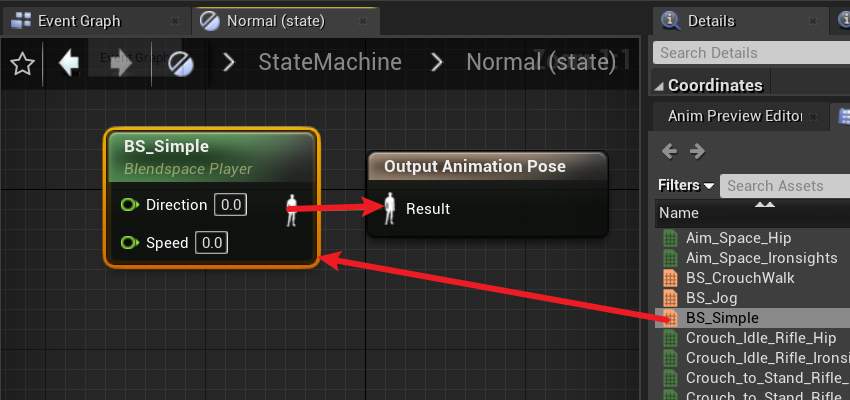 Event Graph
Normal (state)
StateMachine
Normal (state)
BS_Simple
Blendspace Player
Direction 0.0
Speed 0.0
Output Animation Pose
Result
Details
Search Details
Coordinates
Anim Preview Editor
Filters
Search Assets
Name
Aim_Space_Hip
Aim_Space_Ironsights
BS_CrouchWalk
BS_Jog
BS_Simple
Crouch_Idle_Rifle_Hip
Crouch_Idle_Rifle_Ironsi
Crouch_to_Stand_Rifle_
Crouch_to_Stand_Rifle_